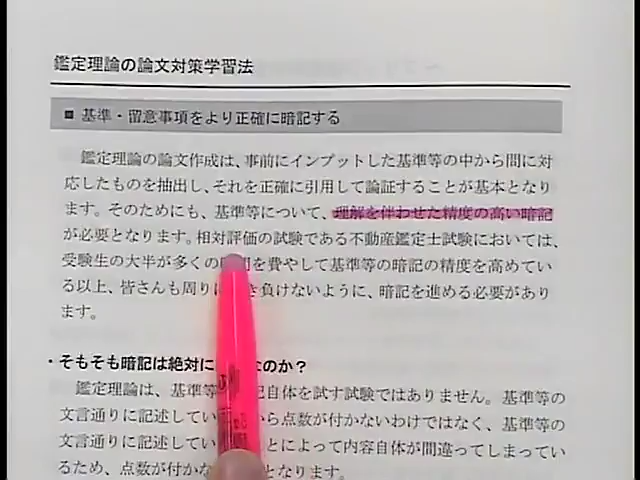 鑑定理論の論文対策学習法
■ 基準・留意事項をより正確に暗記する
鑑定理論の論文作成は、事前にインプットした基準等の中から問に対
応したものを抽出し、それを正確に引用して論証することが基本となり
ます。そのためにも、基準等について、理解を伴わせた精度の高い暗記
が必要となります。相対評価の試験である不動産鑑定士試験においては、
受験生の大半が多くの を費やして基準等の暗記の精度を高めてい
る以上、皆さんも周り き負けないように、暗記を進める必要があり
ます。
・そもそも暗記は絶対に なのか？
鑑定理論は、基準等 記自体を試す試験ではありません。基準等の
文言通りに記述してい から点数が付かないわけではなく、基準等の
文言通りに記述してい とによって内容自体が間違ってしまってい
るため、点数が付かな となります。